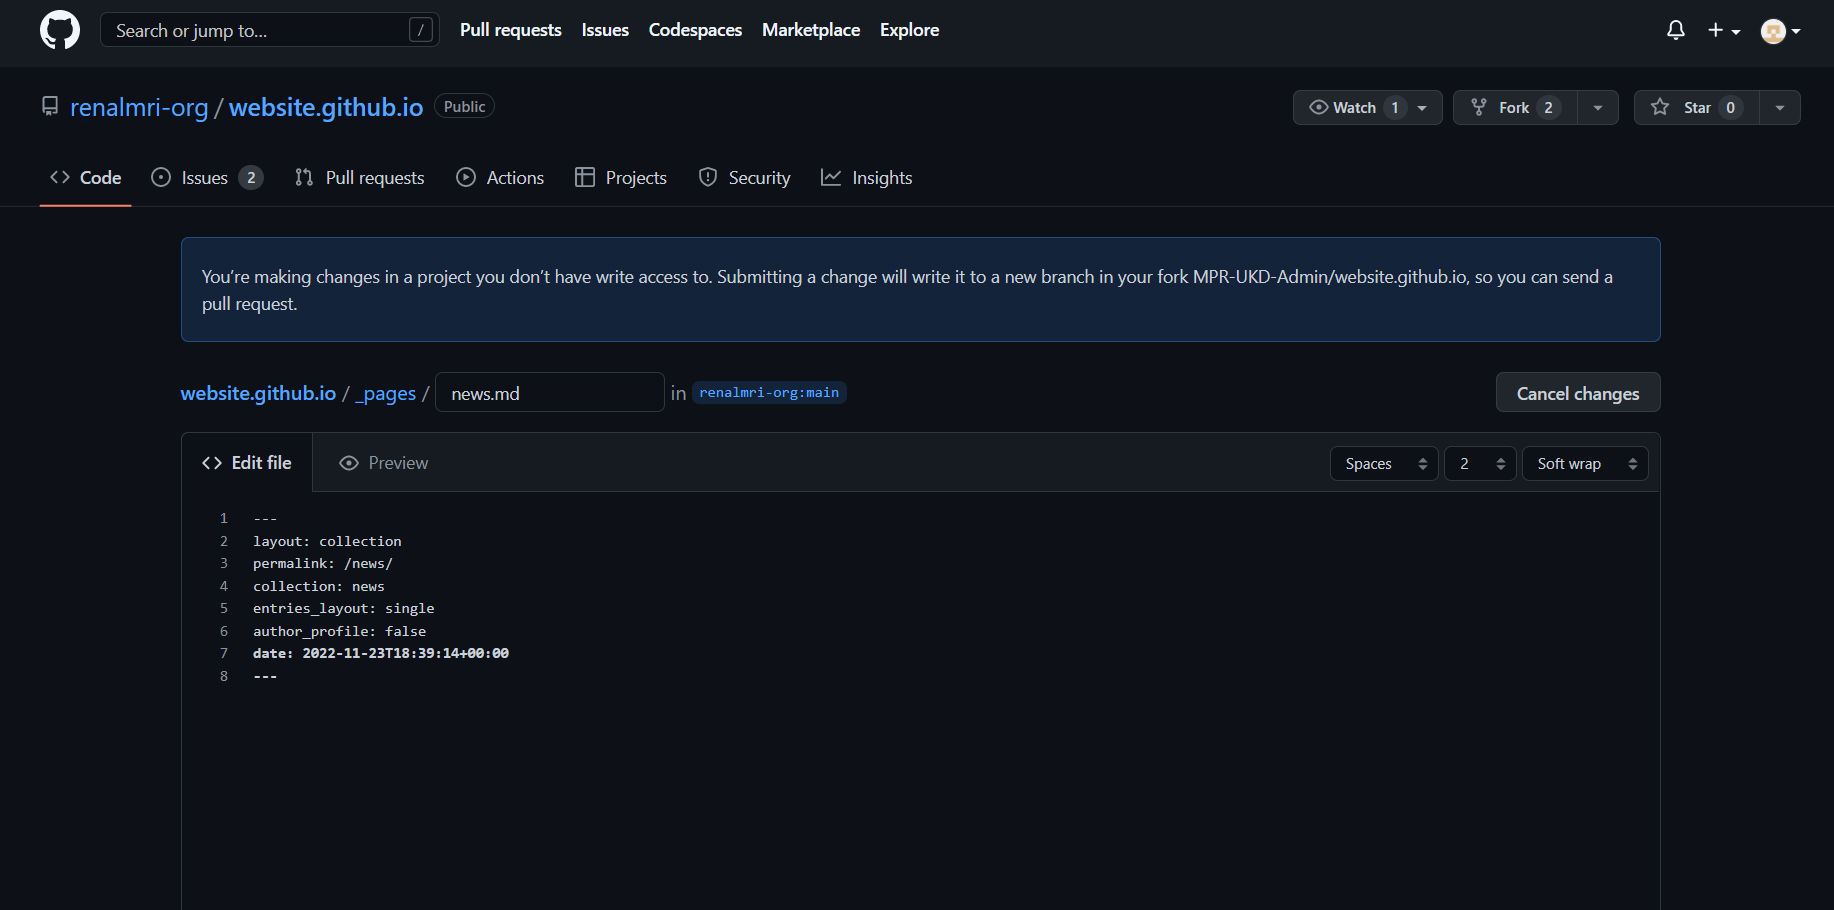 Search or jump to... /
Pull requests Issues Codespaces Marketplace Explore
renalmri-org / website.github.io Public
Watch 1 Fork 2 Star 0
Code Issues 2 Pull requests Actions Projects Security Insights
You’re making changes in a project you don’t have write access to. Submitting a change will write it to a new branch in your fork MPR-UKD-Admin/website.github.io, so you can send a
pull request.
website.github.io / _pages / news.md in renalmri-org:main Cancel changes
Edit file Preview Spaces 2 Soft wrap
1 ---
2 layout: collection
3 permalink: /news/
4 collection: news
5 entries_layout: single
6 author_profile: false
7 date: 2022-11-23T18:39:14+00:00
8 ---